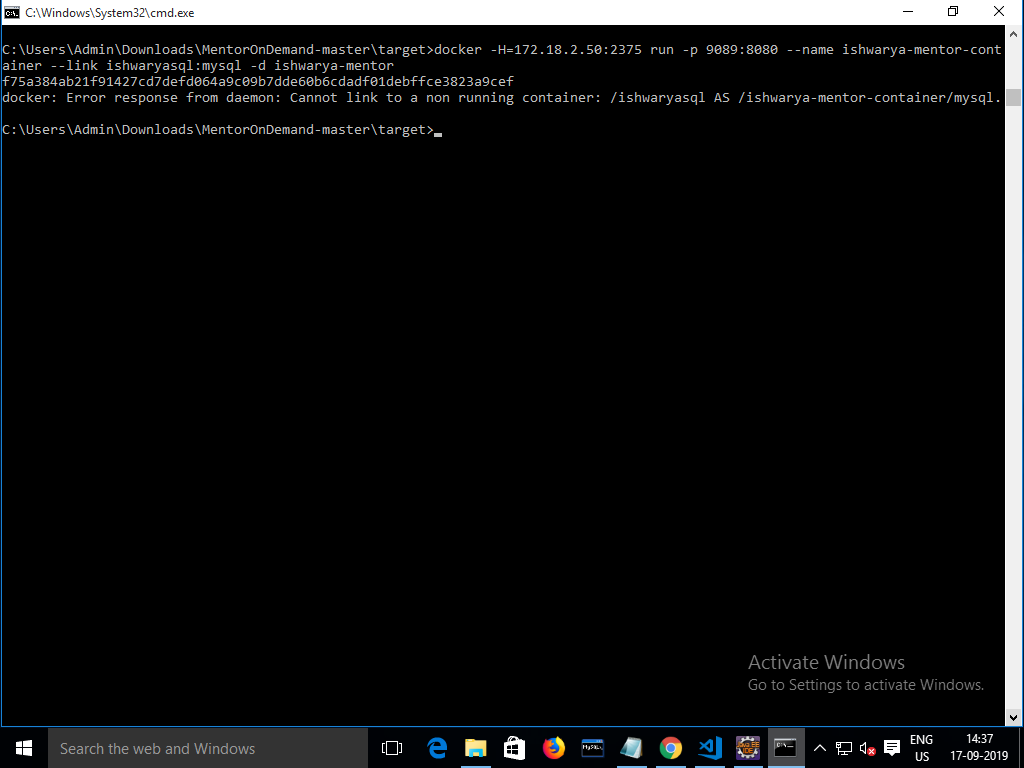 C:\Windows\System32\cmd.exe
C:\Users\Admin\Downloads\MentorOnDemand-master\target>docker -H=172.18.2.50:2375 run -p 9089:8080 --name ishwarya-mentor-cont
ainer --link ishwaryasql:mysql -d ishwarya-mentor
f75a384ab21f91427cd7defd064a9c09b7dde60b6cdadf01debffce3823a9cef
docker: Error response from daemon: Cannot link to a non running container: /ishwaryasql AS /ishwarya-mentor-container/mysql.
C:\Users\Admin\Downloads\MentorOnDemand-master\target>
Activate Windows
Go to Settings to activate Windows.
Search the web and Windows
MySQL
ENG
US
14:37
17-09-2019